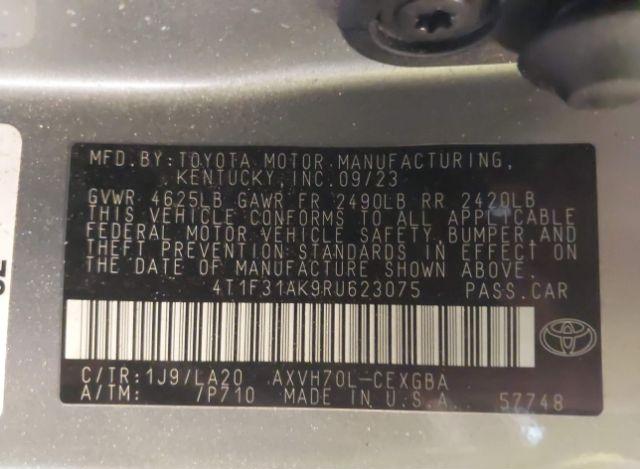 MFD. BY: TOYOTA MOTOR MANUFACTURING,
KENTUCKY, INC. 09/23
GVWR 4625LB GAWR FR 2490LB RR 2420LB
THIS VEHICLE CONFORMS TO ALL APPLICABLE
FEDERAL MOTOR VEHICLE SAFETY, BUMPER AND
THEFT PREVENTION STANDARDS IN EFFECT ON
THE DATE OF MANUFACTURE SHOWN ABOVE.
4T1F31AK9RU623075 PASS. CAR
C/TR: 1J9/LA20 AXVH70L-CEXGBA
A/TM: /P710 MADE IN U.S.A. 57748